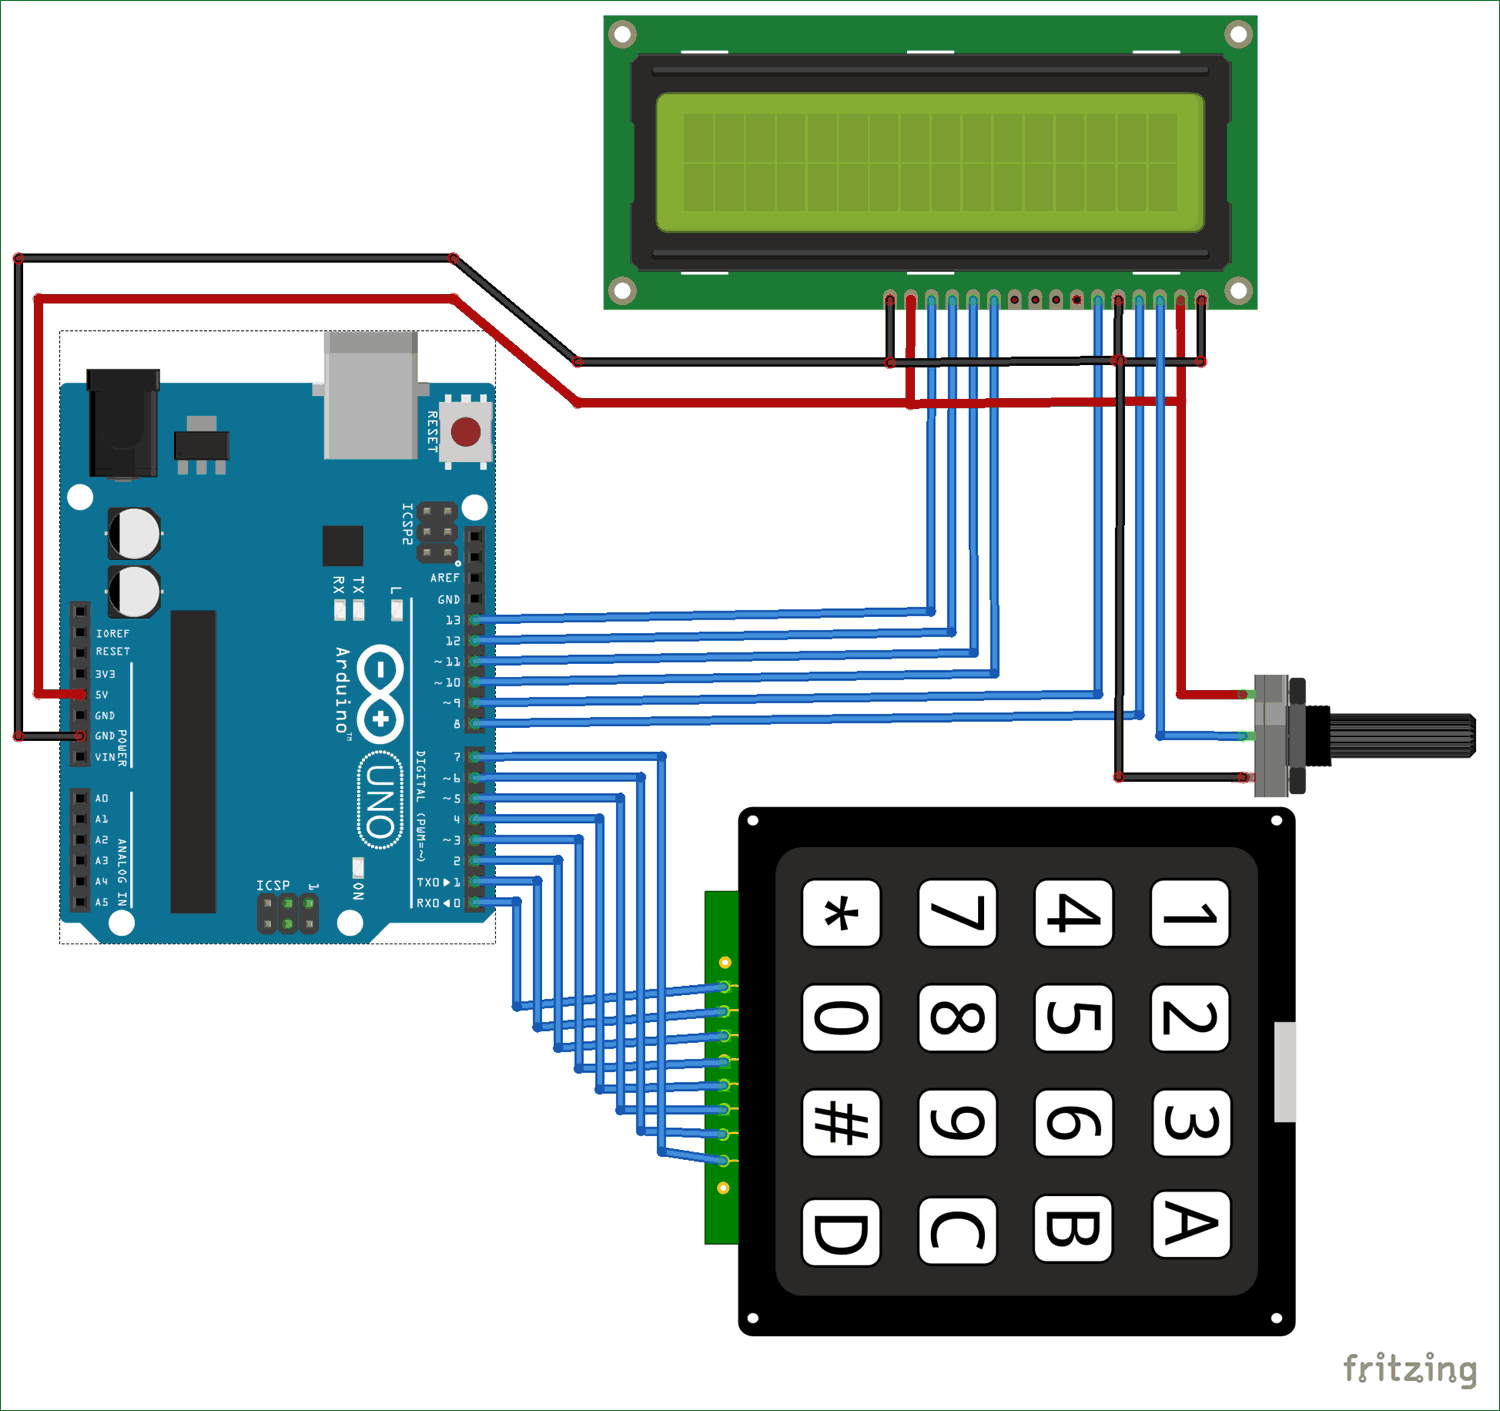 RESET
ICSP2
AREF
GND
RX
TX
L
13
12
~11
~10
~9
8
IOREF
RESET
3V3
5V
GND
GND
VIN
POWER
Arduino™
UNO
DIGITAL (PWM=~)
7
~6
~5
4
~3
2
TX0▶1
RX0◀0
A0
A1
A2
A3
A4
A5
ANALOG IN
ICSP
1
ON
* 7 4 1
0 8 5 2
# 9 6 3
D C B A
fritzing